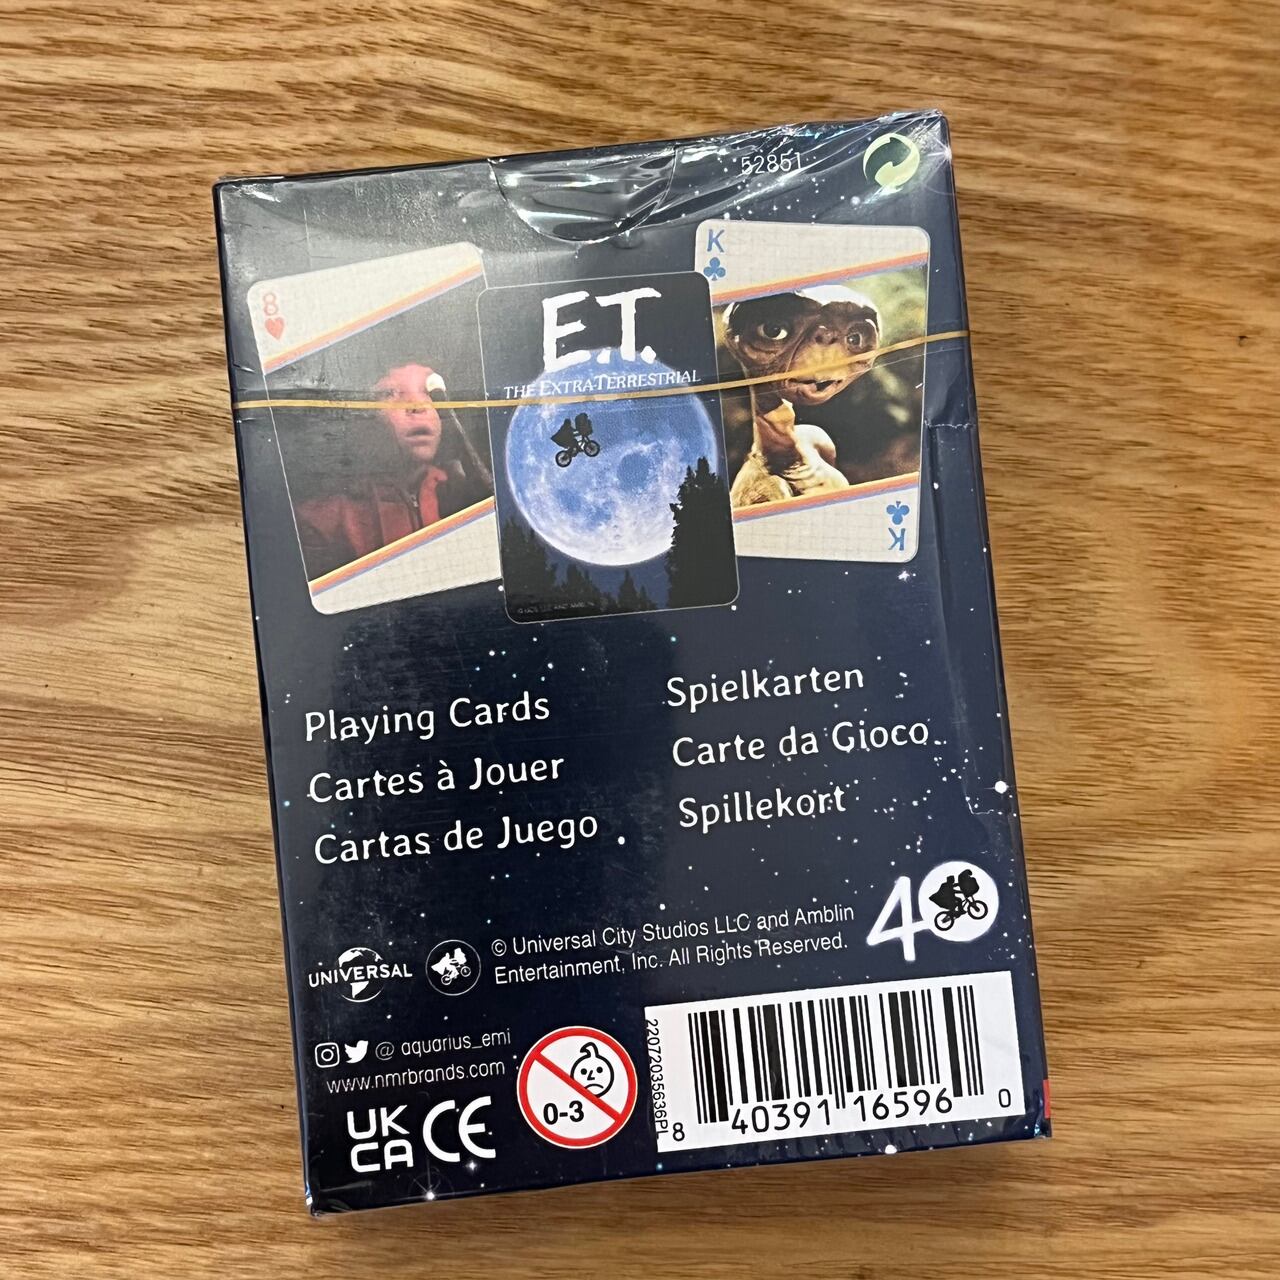 52851
8
K
E.T.
THE EXTRA-TERRESTRIAL
K
Playing Cards
Cartes à Jouer
Cartas de Juego
Spielkarten
Carte da Gioco
Spillekort
40
UNIVERSAL
© Universal City Studios LLC and Amblin
Entertainment, Inc. All Rights Reserved.
@ aquarius_emi
www.nmrbrands.com
UK
CA CE
0-3
22072035636PL
8 40391 16596 0